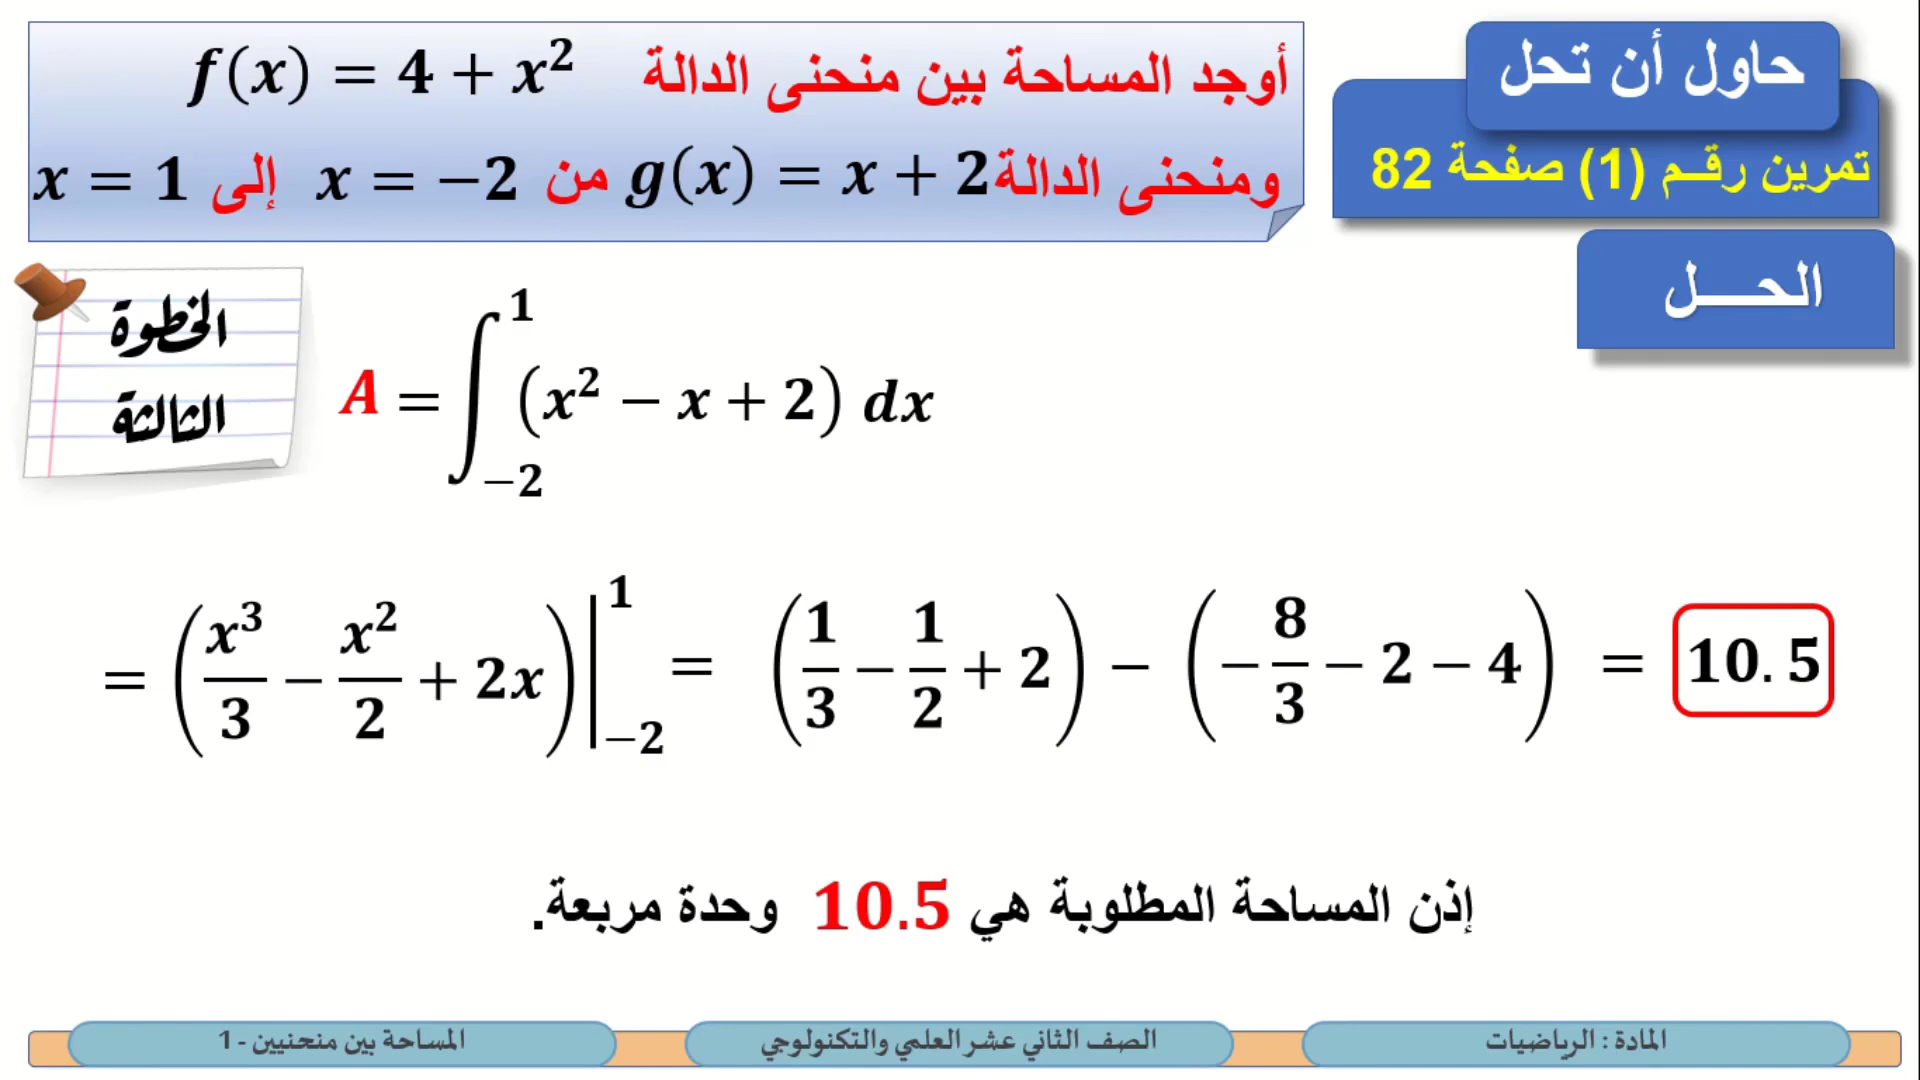 حاول أن تحل
تمرين رقم (1) صفحة 82
أوجد المساحة بين منحنى الدالة f(x) = 4 + x²
ومنحنى الدالة g(x) = x + 2 من x = −2 إلى x = 1
الحـــل
الخطوة
الثالثة
A = ∫₋₂¹ (x² − x + 2) dx
= (x³/3 − x²/2 + 2x)|₋₂¹ = (1/3 − 1/2 + 2) − (−8/3 − 2 − 4) = 10.5
إذن المساحة المطلوبة هي 10.5 وحدة مربعة.
المادة : الرياضيات
الصف الثاني عشر العلمي والتكنولوجي
المساحة بين منحنيين - 1